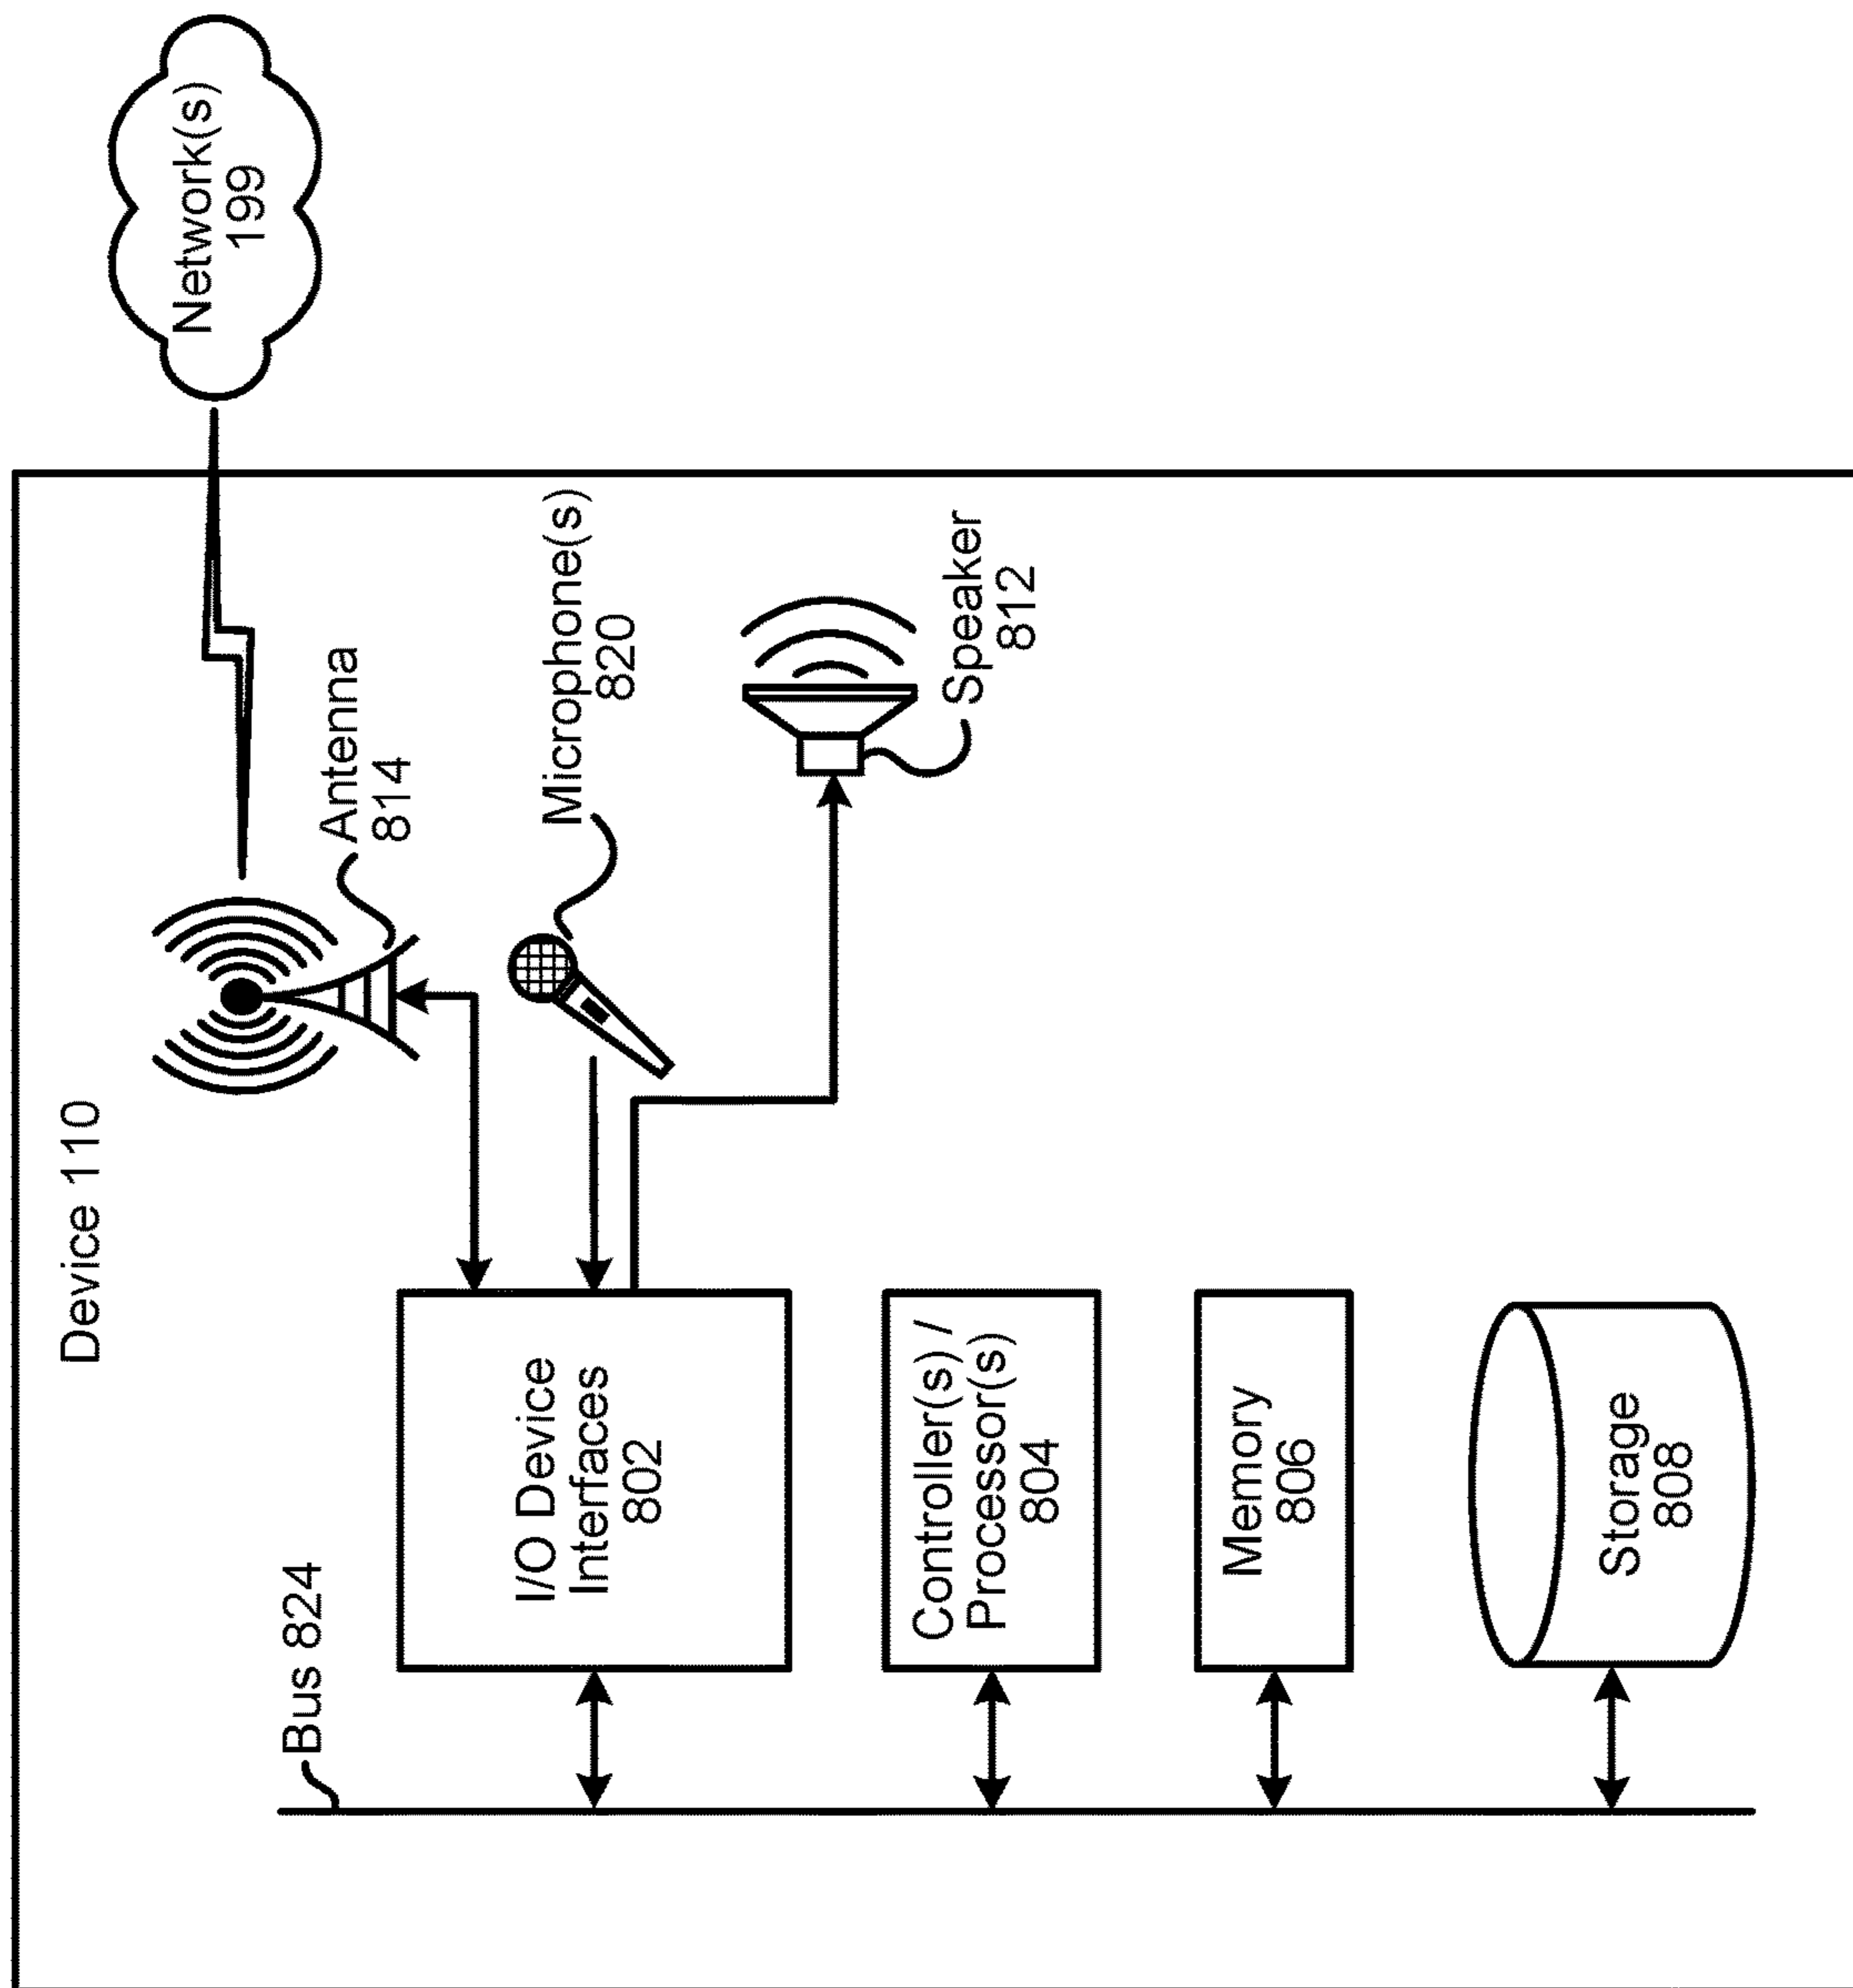 Device 110
Bus 824
I/O Device
Interfaces
802
Controller(s) /
Processor(s)
804
Memory
806
Storage
808
Antenna
814
Microphone(s)
820
Speaker
812
Network(s)
199